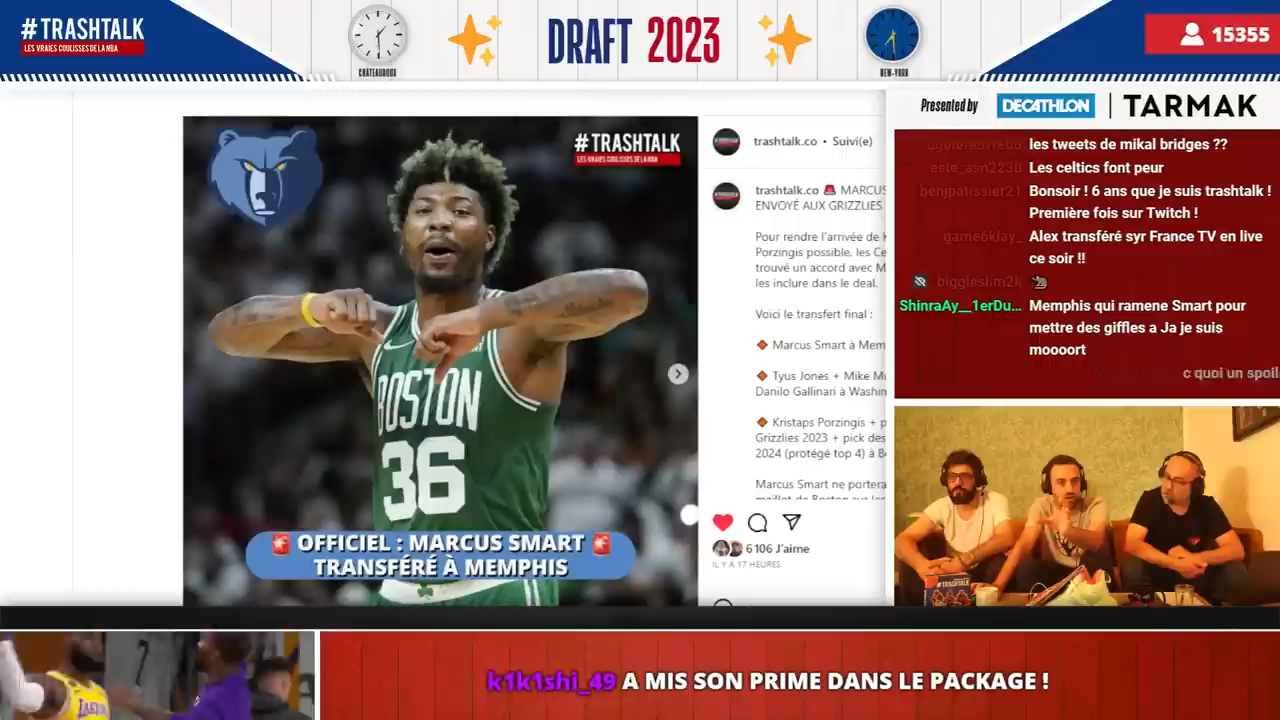 #TRASHTALK
LES VRAIES COULISSES DE LA NBA
CHÂTEAUROUX
DRAFT 2023
NEW-YORK
15355
Presented by DECATHLON | TARMAK
#TRASHTALK
LES VRAIES COULISSES DE LA NBA
BOSTON
36
🚨 OFFICIEL : MARCUS SMART 🚨
TRANSFÉRÉ À MEMPHIS
trashtalk.co • Suivi(e)
trashtalk.co 🚨 MARCUS
ENVOYÉ AUX GRIZZLIES
Pour rendre l'arrivée de
Porzingis possible, les Ce
trouvé un accord avec M
les inclure dans le deal.
Voici le transfert final :
🔸 Marcus Smart à Mem
🔸 Tyus Jones + Mike Mu
Danilo Gallinari à Washin
🔸 Kristaps Porzingis + p
Grizzlies 2023 + pick des
2024 (protégé top 4) à B
Marcus Smart ne portera
6 106 J'aime
IL Y A 17 HEURES
les tweets de mikal bridges ??
este_asn2230 Les celtics font peur
benjpatissier21 Bonsoir ! 6 ans que je suis trashtalk !
Première fois sur Twitch !
game6klay_ Alex transféré syr France TV en live
ce soir !!
biggieslim2k
ShinraAy__1erDu... Memphis qui ramene Smart pour
mettre des giffles a Ja je suis
moooort
c quoi un spoil
k1k1shi_49 A MIS SON PRIME DANS LE PACKAGE !